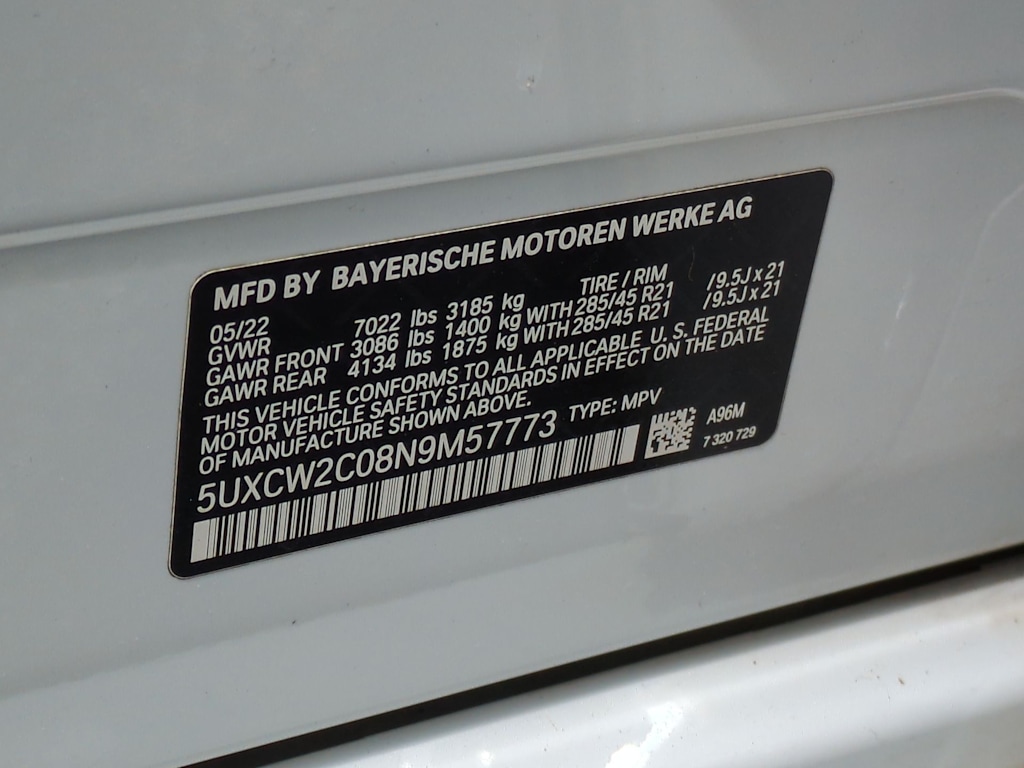 MFD BY BAYERISCHE MOTOREN WERKE AG
05/22 TIRE / RIM
GVWR 7022 lbs 3185 kg
GAWR FRONT 3086 lbs 1400 kg WITH 285/45 R21 /9.5J x 21
GAWR REAR 4134 lbs 1875 kg WITH 285/45 R21 /9.5J x 21
THIS VEHICLE CONFORMS TO ALL APPLICABLE U. S. FEDERAL
MOTOR VEHICLE SAFETY STANDARDS IN EFFECT ON THE DATE
OF MANUFACTURE SHOWN ABOVE.
5UXCW2C08N9M57773 TYPE: MPV
A96M
7 320 729